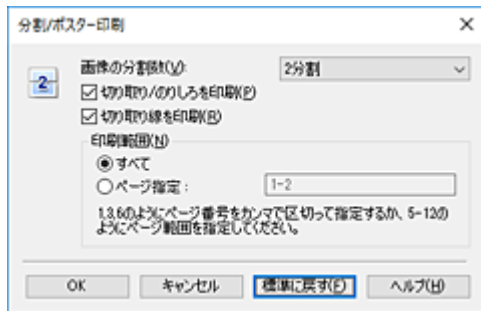 分割/ポスター印刷
画像の分割数(V):
2分割
2
切り取り/のりしろを印刷(P)
切り取り線を印刷(R)
印刷範囲(N)
すべて
ページ指定:
1-2
1,3,6のようにページ番号をカンマで区切って指定するか、5-12の
ようにページ範囲を指定してください。
OK
キャンセル
標準に戻す(F)
ヘルプ(H)